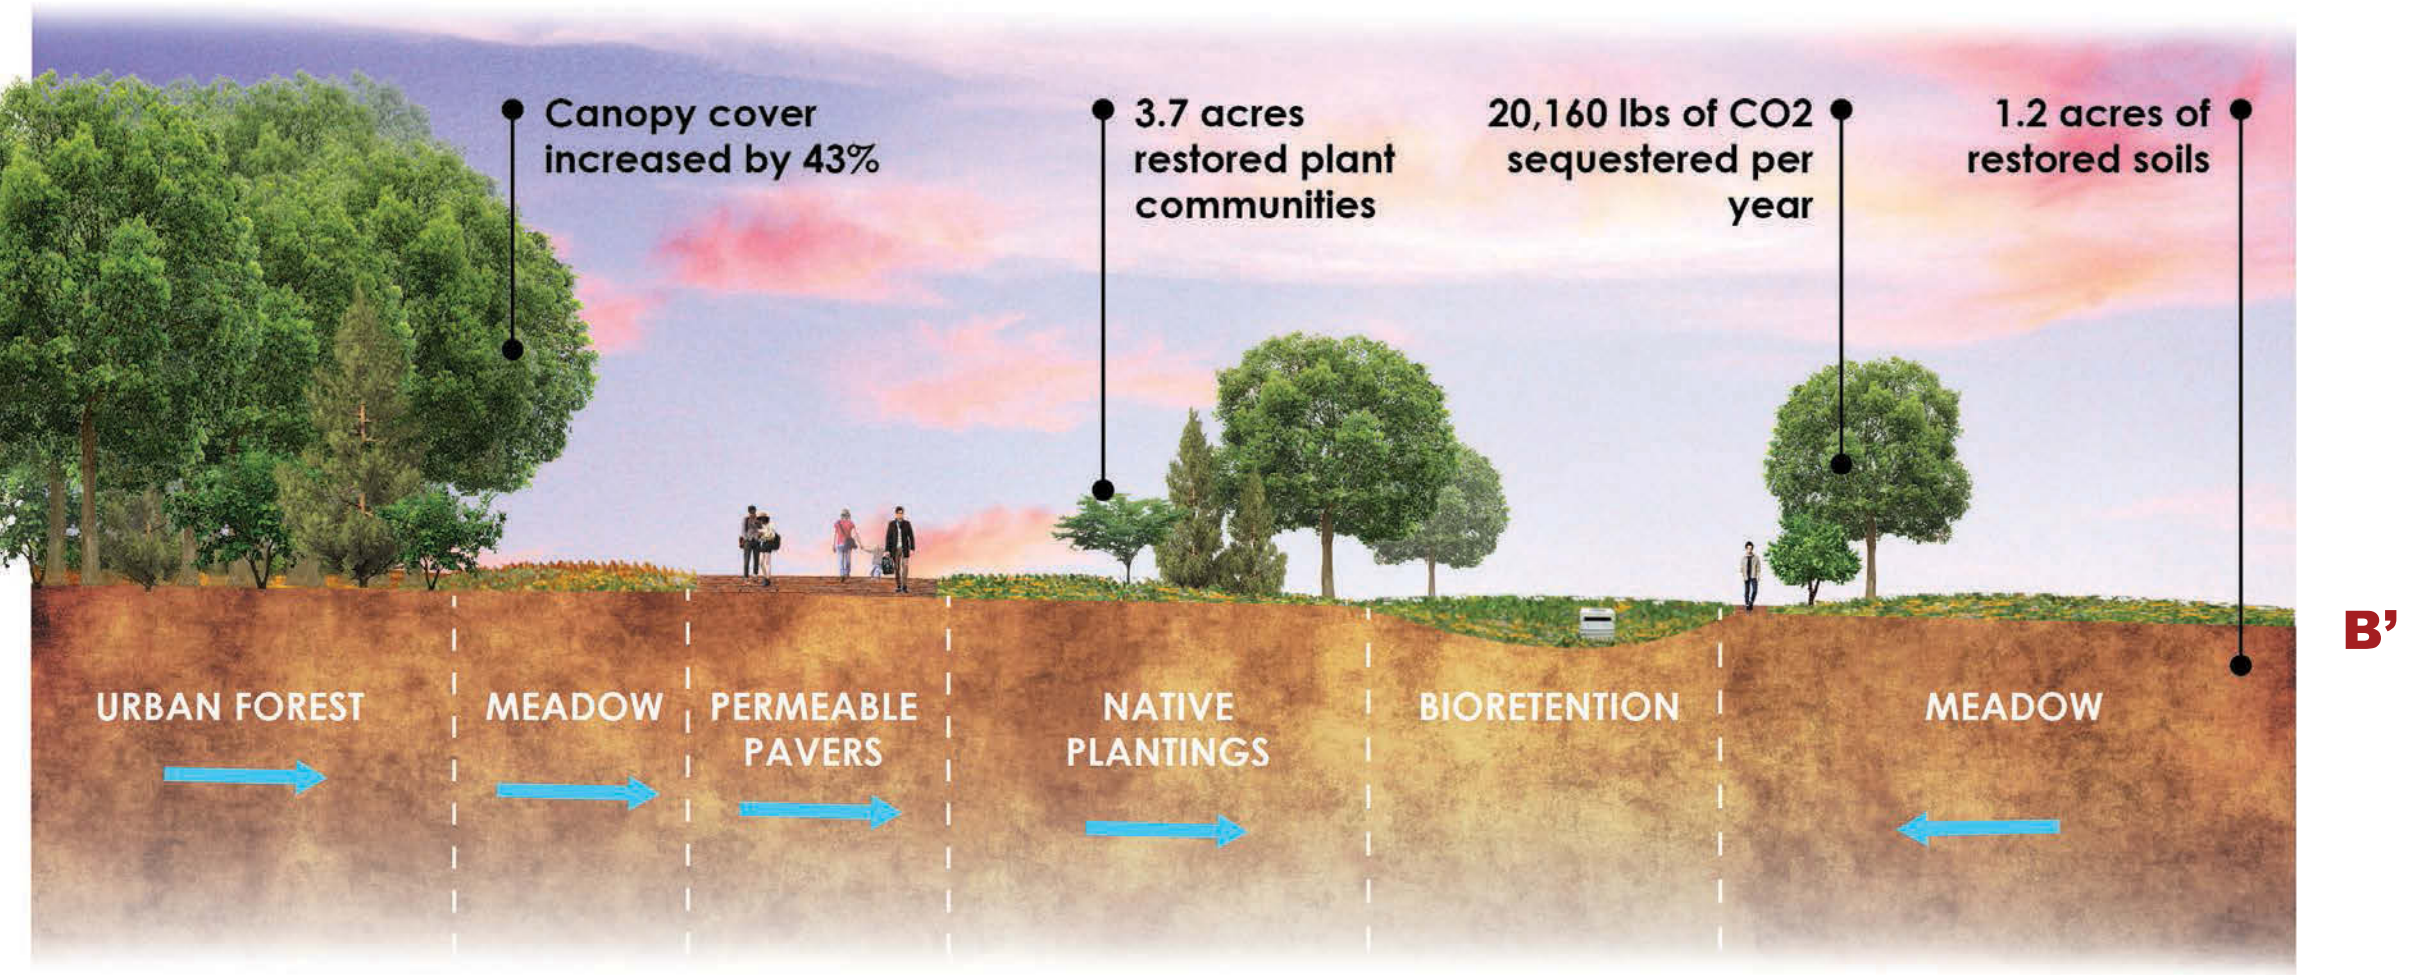 Canopy cover
increased by 43%
3.7 acres
restored plant
communities
20,160 lbs of CO2
sequestered per
year
1.2 acres of
restored soils
B’
URBAN FOREST
MEADOW
PERMEABLE
PAVERS
NATIVE
PLANTINGS
BIORETENTION
MEADOW